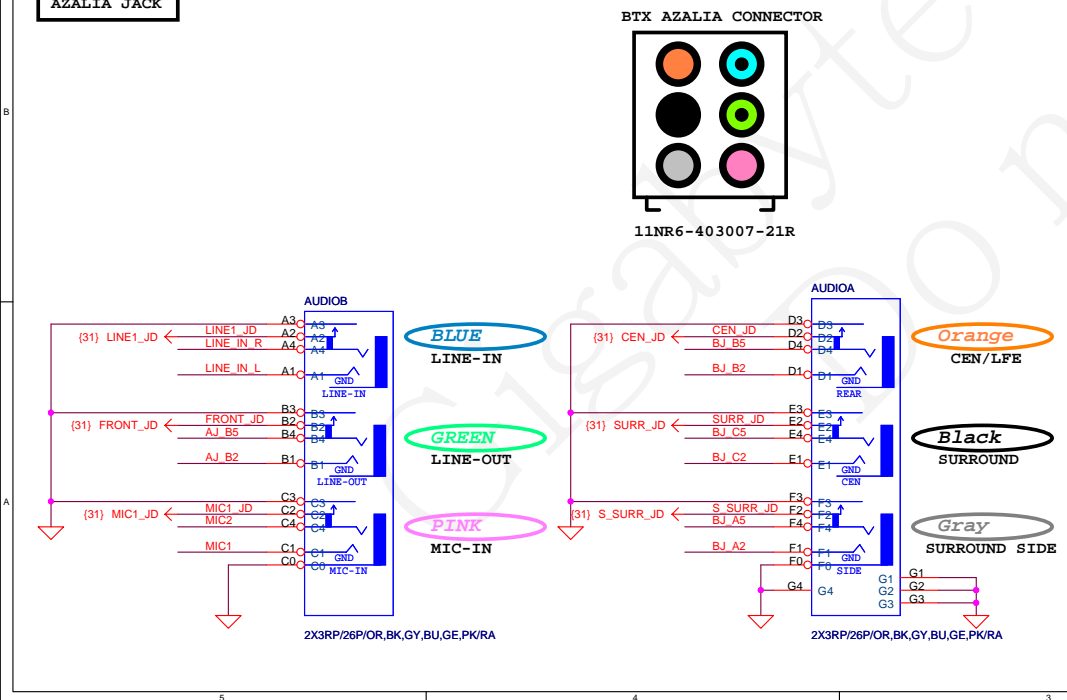 AZALIA JACK
BTX AZALIA CONNECTOR
11NR6-403007-21R
B
A
Gigabyte
Do n
AUDIOB
{31} LINE1_JD
LINE1_JD
LINE_IN_R
LINE_IN_L
A3
A2
A4
A1
A3
A2
A4
A1
GND
LINE-IN
BLUE
LINE-IN
{31} FRONT_JD
FRONT_JD
AJ_B5
AJ_B2
B3
B2
B4
B1
B3
B2
B4
B1
GND
LINE-OUT
GREEN
LINE-OUT
{31} MIC1_JD
MIC1_JD
MIC2
MIC1
C3
C2
C4
C1
C0
C3
C2
C4
C1
C0
GND
MIC-IN
PINK
MIC-IN
2X3RP/26P/OR,BK,GY,BU,GE,PK/RA
AUDIOA
{31} CEN_JD
CEN_JD
BJ_B5
BJ_B2
D3
D2
D4
D1
D3
D2
D4
D1
GND
REAR
Orange
CEN/LFE
{31} SURR_JD
SURR_JD
BJ_C5
BJ_C2
E3
E2
E4
E1
E3
E2
E4
E1
GND
CEN
Black
SURROUND
{31} S_SURR_JD
S_SURR_JD
BJ_A5
BJ_A2
F3
F2
F4
F1
F0
F3
F2
F4
F1
F0
GND
SIDE
Gray
SURROUND SIDE
G4
G4
G1
G2
G3
G1
G2
G3
2X3RP/26P/OR,BK,GY,BU,GE,PK/RA
5
4
3